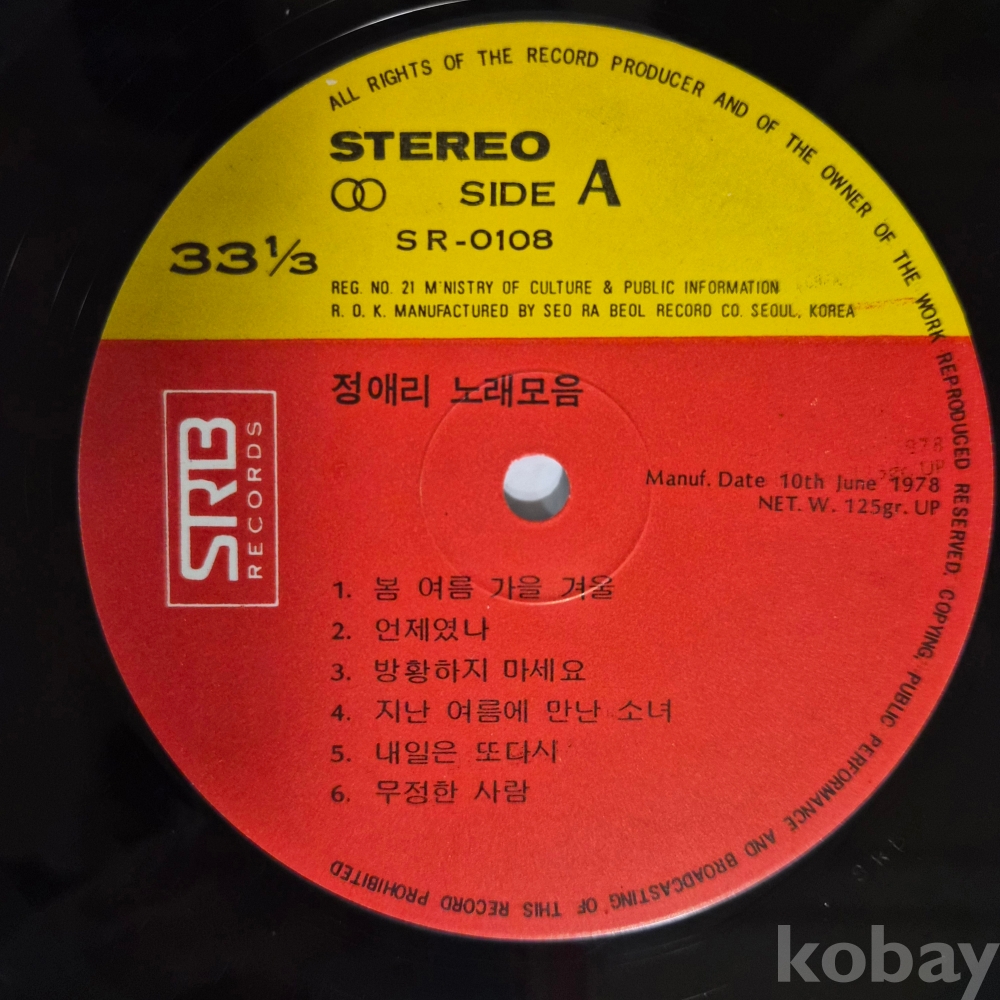 ALL RIGHTS OF THE RECORD PRODUCER AND OF THE OWNER OF THE WORK REPRODUCED RESERVED. COPYING, PUBLIC PERFORMANCE AND BROADCASTING OF THIS RECORD PROHIBITED
STEREO
SIDE A
SR-0108
33 1/3
REG. NO. 21 M'NISTRY OF CULTURE & PUBLIC INFORMATION
R. O. K. MANUFACTURED BY SEO RA BEOL RECORD CO. SEOUL, KOREA
정애리 노래모음
SRB
RECORDS
978
125gr. UP
Manuf. Date 10th June 1978
NET. W. 125gr. UP
1. 봄 여름 가을 겨울
2. 언제였나
3. 방황하지 마세요
4. 지난 여름에 만난 소녀
5. 내일은 또다시
6. 무정한 사람
kobay